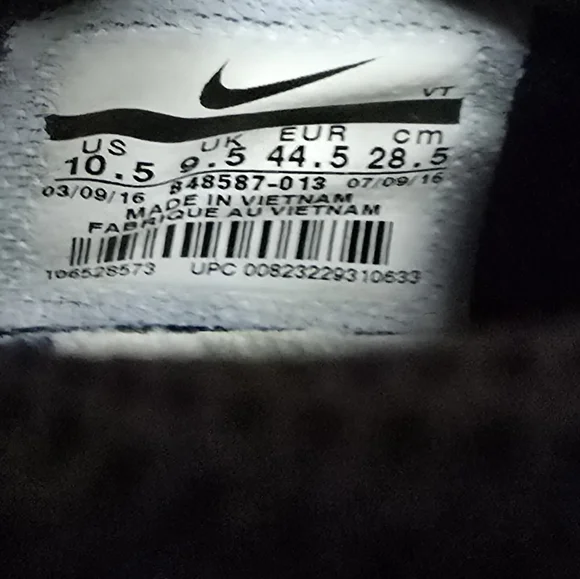 VT
US UK EUR cm
10.5 9.5 44.5 28.5
03/09/16 848587-013 07/09/16
MADE IN VIETNAM
FABRIQUE AU VIETNAM
106528573 UPC 00823229310633